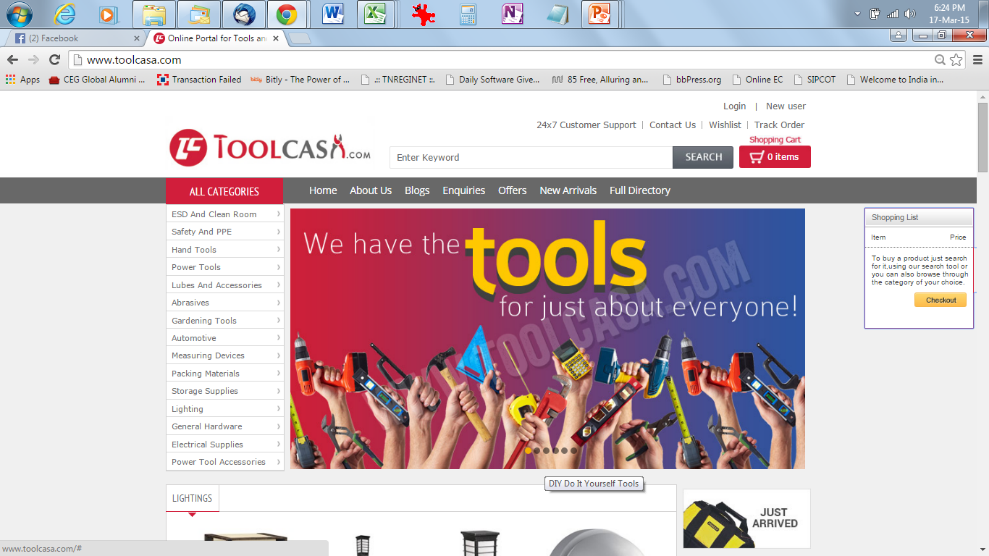 6:24 PM
17-Mar-15
(2) Facebook
Online Portal for Tools an
www.toolcasa.com
Apps
CEG Global Alumni ...
Transaction Failed
Bitly - The Power of ...
.:: TNREGINET ::.
Daily Software Give...
85 Free, Alluring an...
bbPress.org
Online EC
SIPCOT
Welcome to India in...
Login | New user
24x7 Customer Support | Contact Us | Wishlist | Track Order
TOOLCASA.COM
Enter Keyword
SEARCH
Shopping Cart
0 items
ALL CATEGORIES
Home
About Us
Blogs
Enquiries
Offers
New Arrivals
Full Directory
ESD And Clean Room
Safety And PPE
Hand Tools
Power Tools
Lubes And Accessories
Abrasives
Gardening Tools
Automotive
Measuring Devices
Packing Materials
Storage Supplies
Lighting
General Hardware
Electrical Supplies
Power Tool Accessories
We have the tools
for just about everyone!
WWW.TOOLCASA.COM
Shopping List
Item Price
To buy a product just search
for it,using our search tool or
you can also browse through
the category of your choice
Checkout
DIY Do It Yourself Tools
LIGHTINGS
JUST
ARRIVED
www.toolcasa.com/#